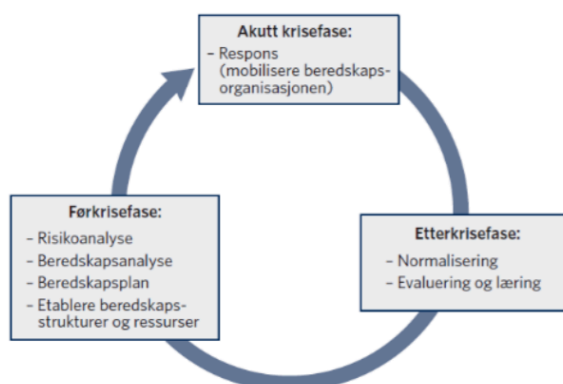 Akutt krisefase:
– Respons
(mobilisere beredskaps-
organisasjonen)
Førkrisefase:
– Risikoanalyse
– Beredskapsanalyse
– Beredskapsplan
– Etablere beredskaps-
strukturer og ressurser
Etterkrisefase:
– Normalisering
– Evaluering og læring